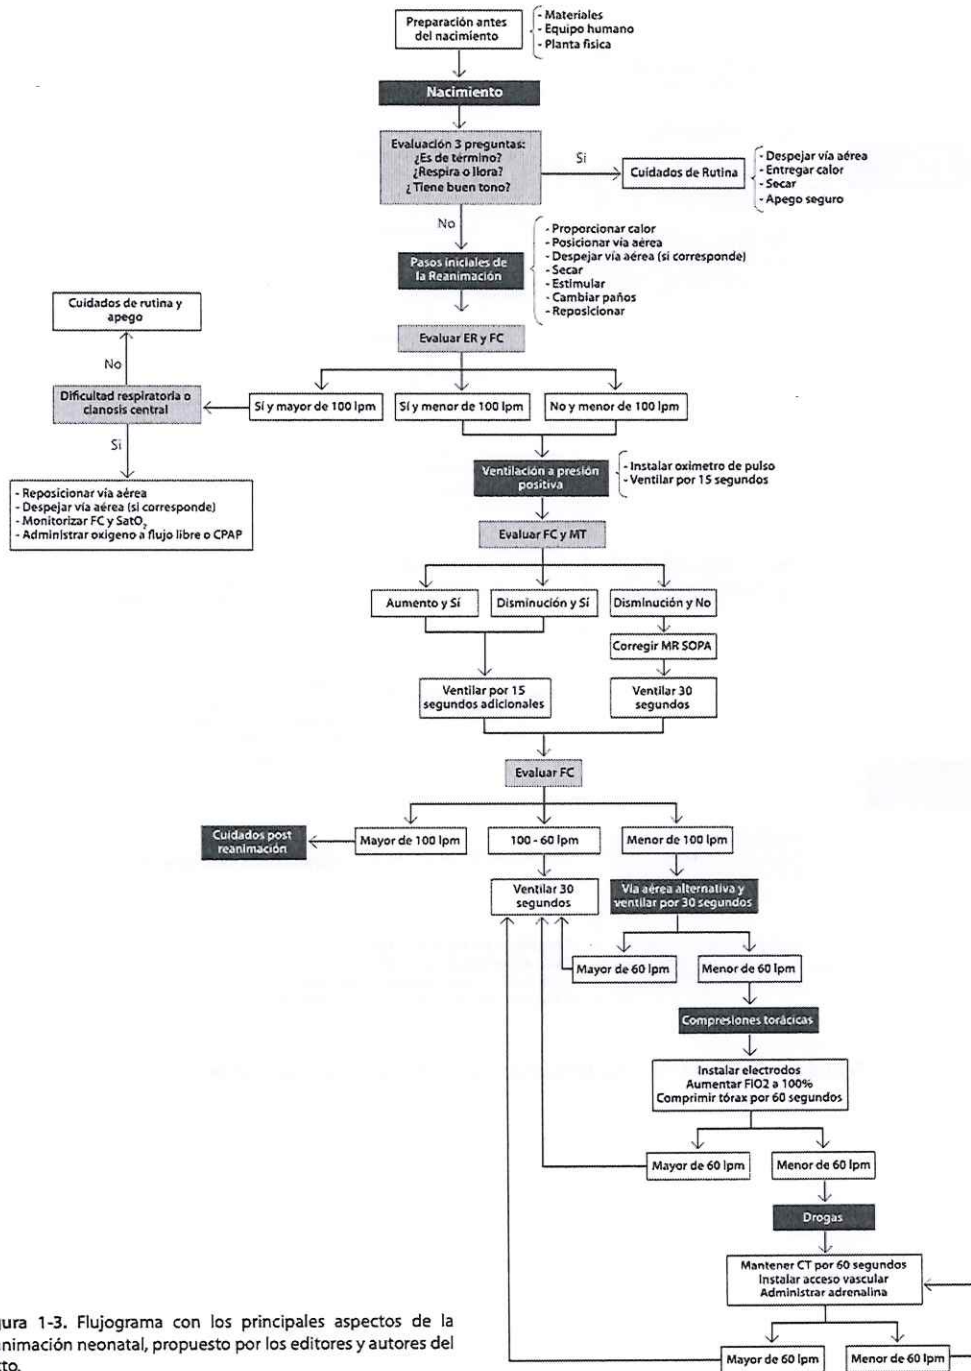 Preparación antes
del nacimiento
- Materiales
- Equipo humano
- Planta fisica
Nacimiento
Evaluación 3 preguntas:
¿Es de término?
¿Respira o llora?
¿Tiene buen tono?
Si
Cuidados de Rutina
- Despejar vía aérea
- Entregar calor
- Secar
- Apego seguro
No
Pasos iniciales de
la Reanimación
- Proporcionar calor
- Posicionar vía aérea
- Despejar vía aérea (si corresponde)
- Secar
- Estimular
- Cambiar paños
- Reposicionar
Evaluar ER y FC
Cuidados de rutina y
apego
No
Dificultad respiratoria o
cianosis central
Sí y mayor de 100 lpm
Sí y menor de 100 lpm
No y menor de 100 lpm
Si
- Reposicionar vía aérea
- Despejar vía aérea (si corresponde)
- Monitorizar FC y SatO₂
- Administrar oxígeno a flujo libre o CPAP
Ventilación a presión
positiva
- Instalar oximetro de pulso
- Ventilar por 15 segundos
Evaluar FC y MT
Aumento y Sí
Disminución y Sí
Disminución y No
Corregir MR SOPA
Ventilar por 15
segundos adicionales
Ventilar 30
segundos
Evaluar FC
Cuidados post
reanimación
Mayor de 100 lpm
100 - 60 lpm
Menor de 100 lpm
Ventilar 30
segundos
Vía aérea alternativa y
ventilar por 30 segundos
Mayor de 60 lpm
Menor de 60 lpm
Compresiones torácicas
Instalar electrodos
Aumentar FiO2 a 100%
Comprimir tórax por 60 segundos
Mayor de 60 lpm
Menor de 60 lpm
Drogas
Mantener CT por 60 segundos
Instalar acceso vascular
Administrar adrenalina
Mayor de 60 lpm
Menor de 60 lpm
gura 1-3. Flujograma con los principales aspectos de la
animación neonatal, propuesto por los editores y autores del
cto.